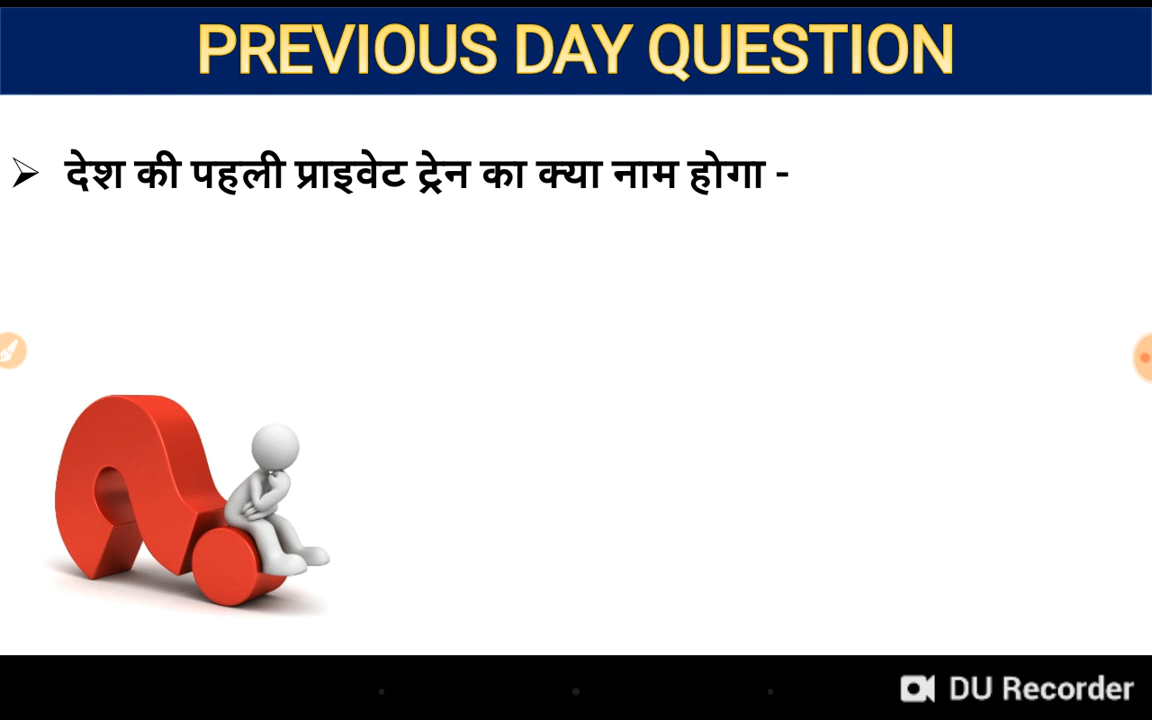 PREVIOUS DAY QUESTION
➢ देश की पहली प्राइवेट ट्रेन का क्या नाम होगा -
DU Recorder